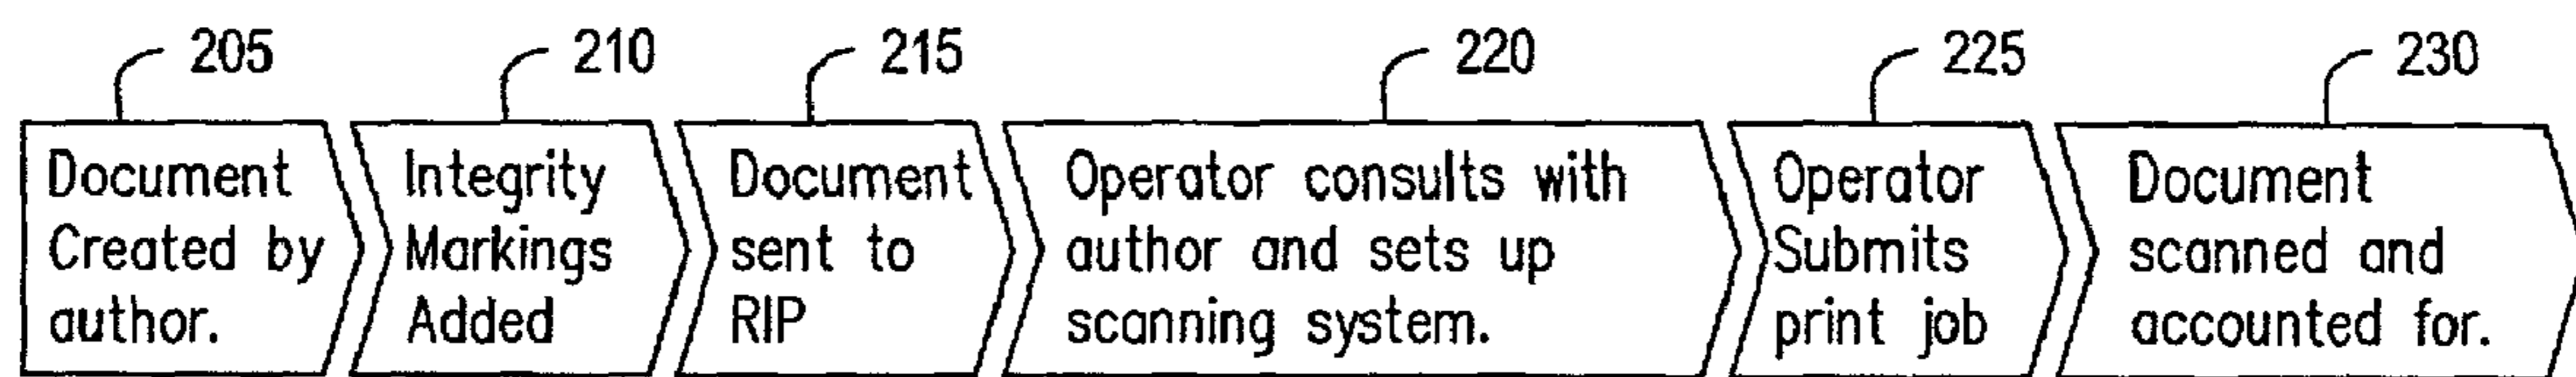 205 210 215 220 225 230
Document
Created by
author.
Integrity
Markings
Added
Document
sent to
RIP
Operator consults with
author and sets up
scanning system.
Operator
Submits
print job
Document
scanned and
accounted for.